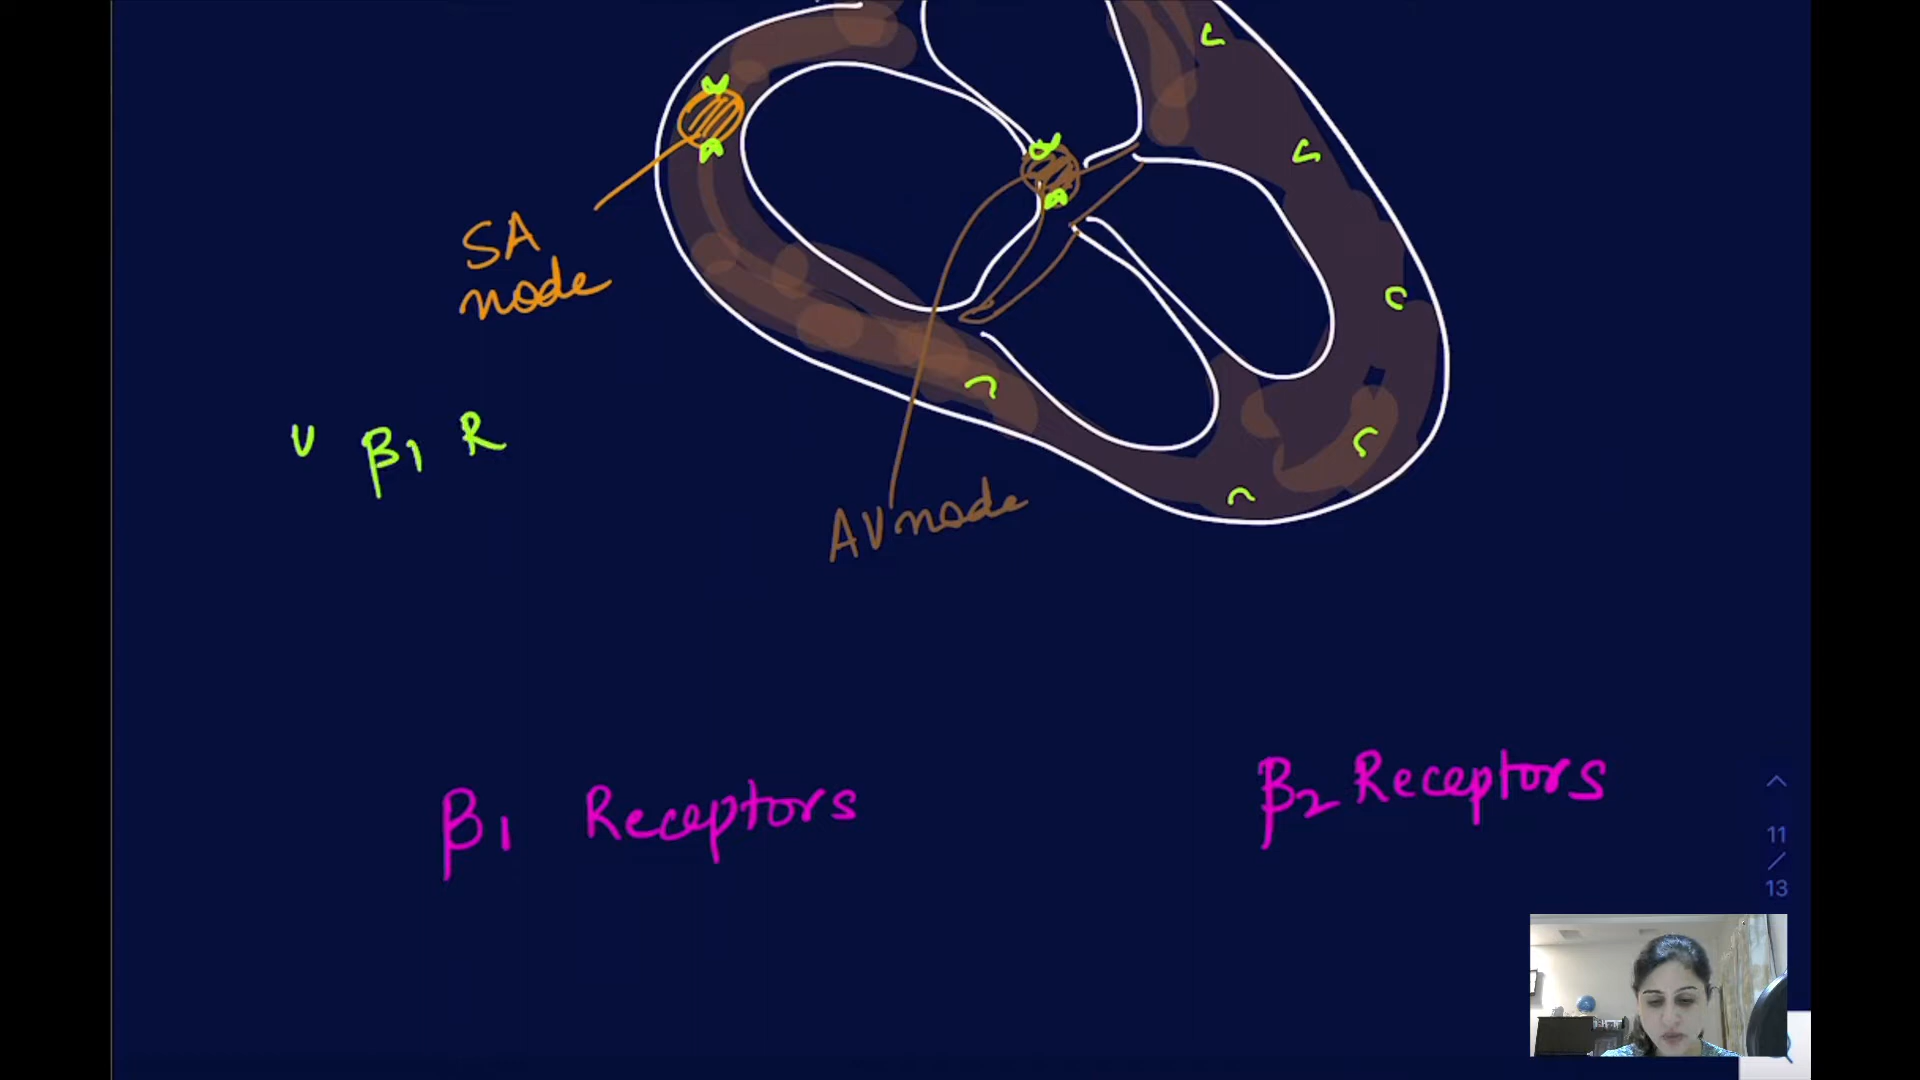 SA
node
∪ β1 R
AV node
β1 Receptors
β2 Receptors
11
/
13